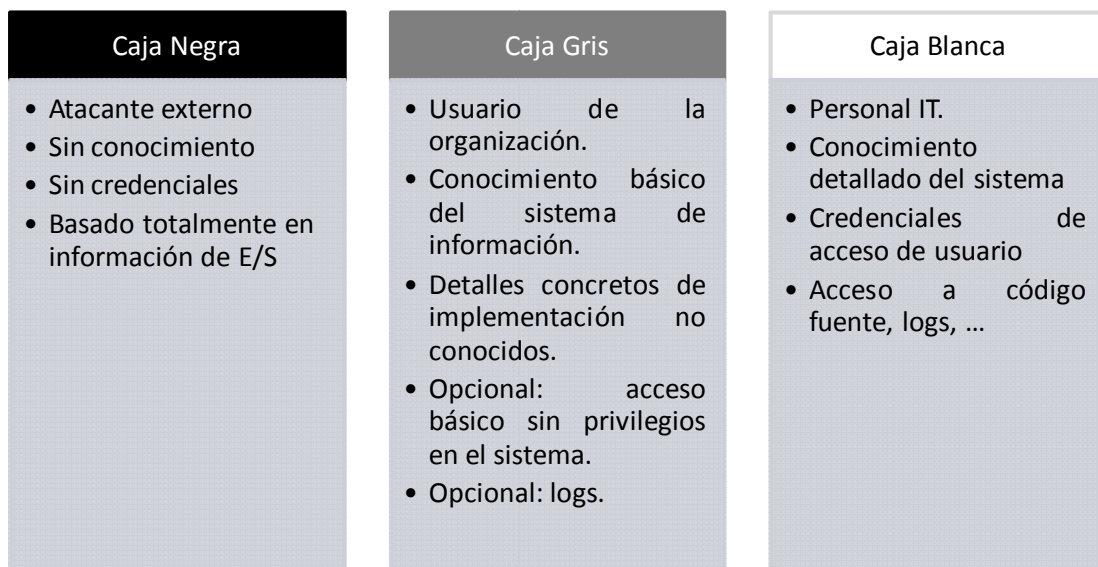 Caja Negra
• Atacante externo
• Sin conocimiento
• Sin credenciales
• Basado totalmente en
información de E/S
Caja Gris
• Usuario de la
organización.
• Conocimiento básico
del sistema de
información.
• Detalles concretos de
implementación no
conocidos.
• Opcional: acceso
básico sin privilegios
en el sistema.
• Opcional: logs.
Caja Blanca
• Personal IT.
• Conocimiento
detallado del sistema
• Credenciales de
acceso de usuario
• Acceso a código
fuente, logs, ...